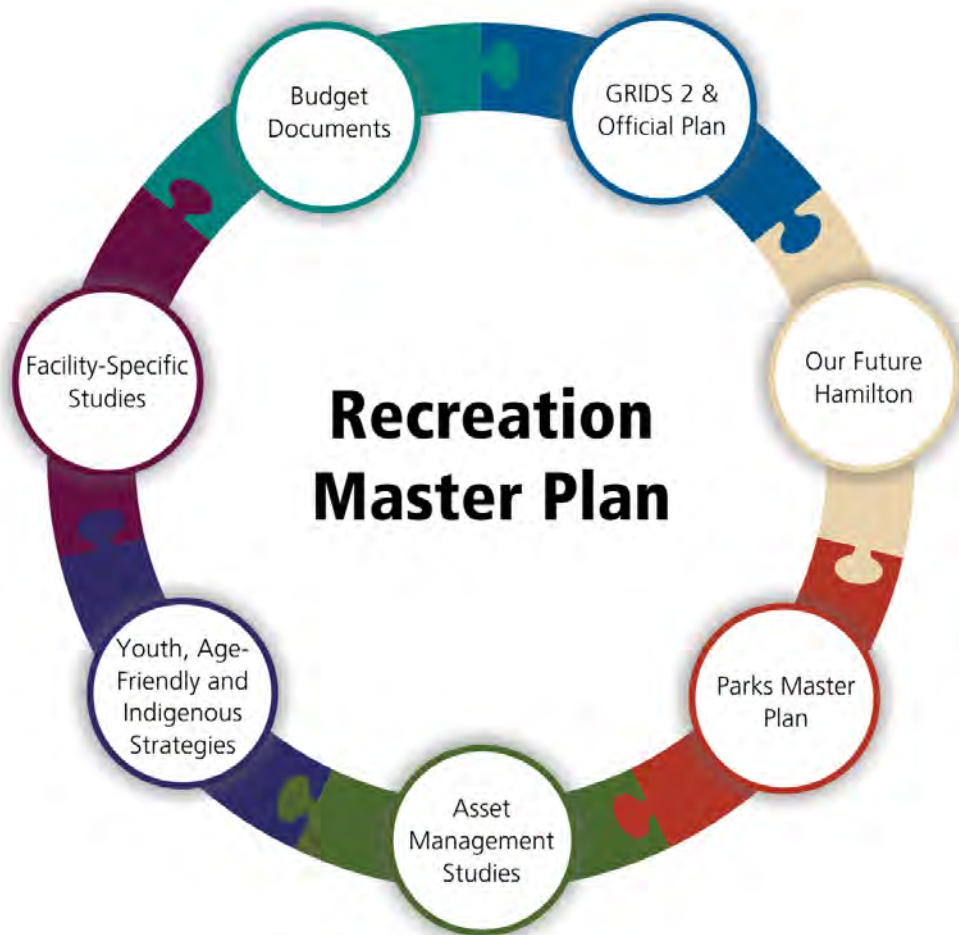 Budget
Documents
GRIDS 2 &
Official Plan
Our Future
Hamilton
Parks Master
Plan
Asset
Management
Studies
Youth, Age-
Friendly and
Indigenous
Strategies
Facility-Specific
Studies
Recreation
Master Plan